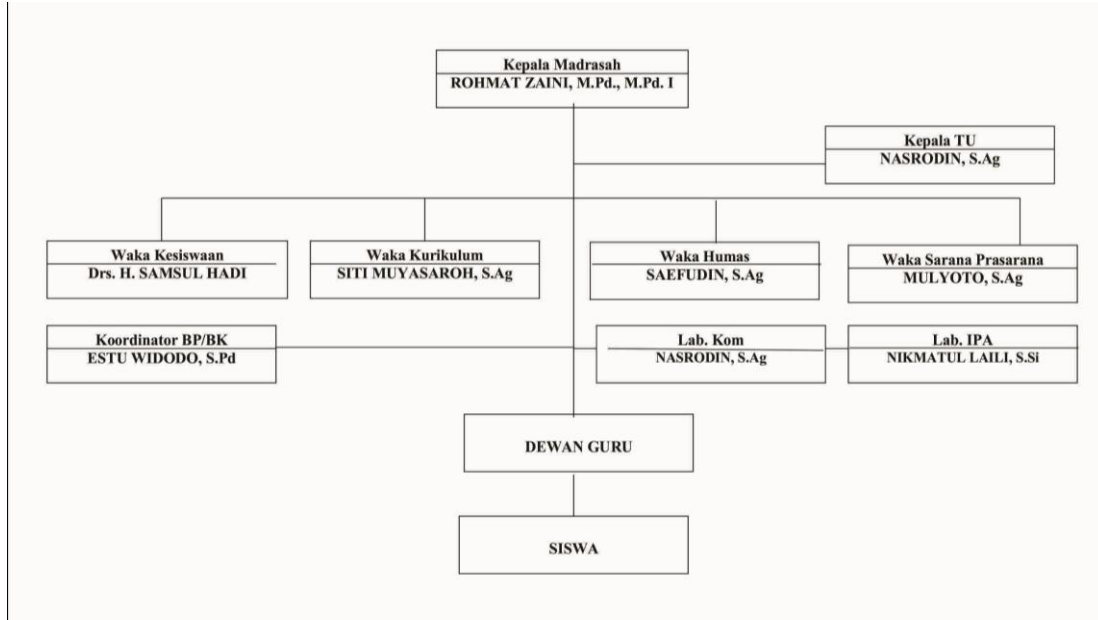 Kepala Madrasah
ROHMAT ZAINI, M.Pd., M.Pd. I
Kepala TU
NASRODIN, S.Ag
Waka Kesiswaan
Drs. H. SAMSUL HADI
Waka Kurikulum
SITI MUYASAROH, S.Ag
Waka Humas
SAEFUDIN, S.Ag
Waka Sarana Prasarana
MULYOTO, S.Ag
Koordinator BP/BK
ESTU WIDODO, S.Pd
Lab. Kom
NASRODIN, S.Ag
Lab. IPA
NIKMATUL LAILI, S.Si
DEWAN GURU
SISWA